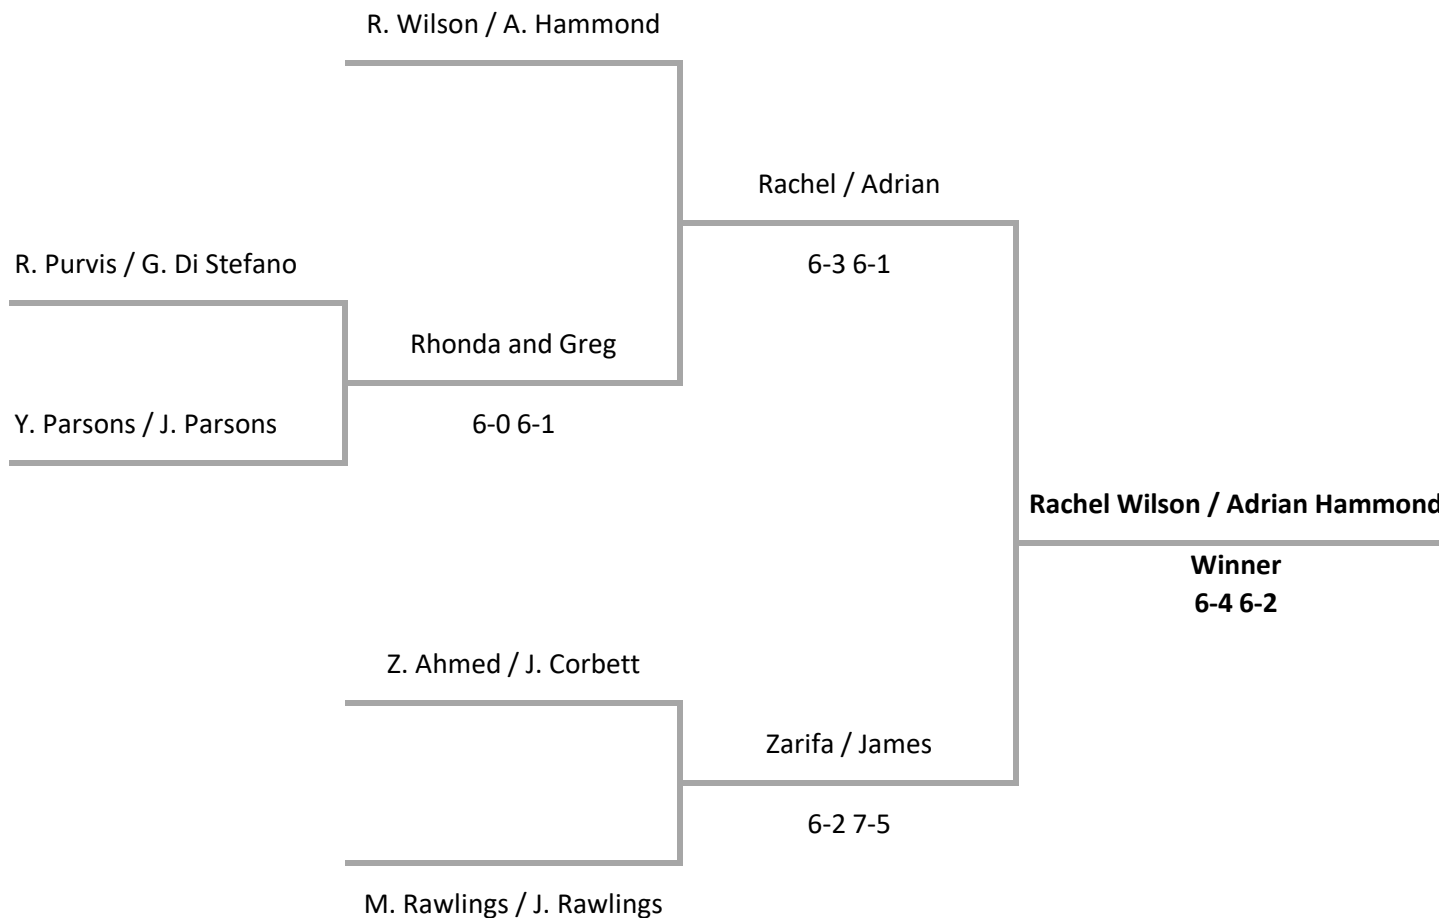 R. Wilson / A. Hammond
Rachel / Adrian
R. Purvis / G. Di Stefano
6-3 6-1
Rhonda and Greg
Y. Parsons / J. Parsons
6-0 6-1
Rachel Wilson / Adrian Hammond
Winner
6-4 6-2
Z. Ahmed / J. Corbett
Zarifa / James
6-2 7-5
M. Rawlings / J. Rawlings